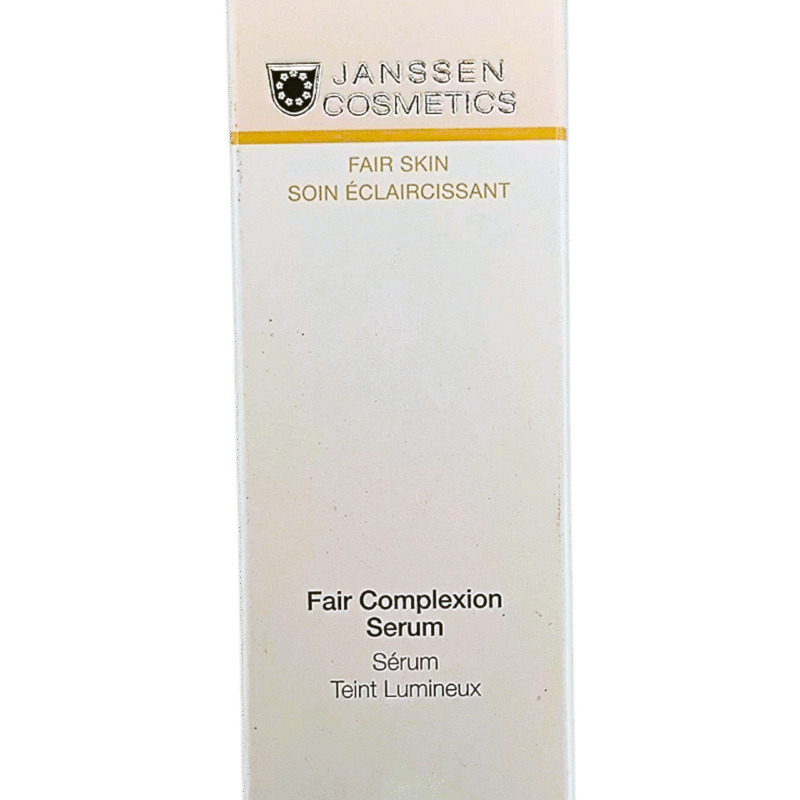 JANSSEN
COSMETICS
FAIR SKIN
SOIN ÉCLAIRCISSANT
Fair Complexion
Serum
Sérum
Teint Lumineux